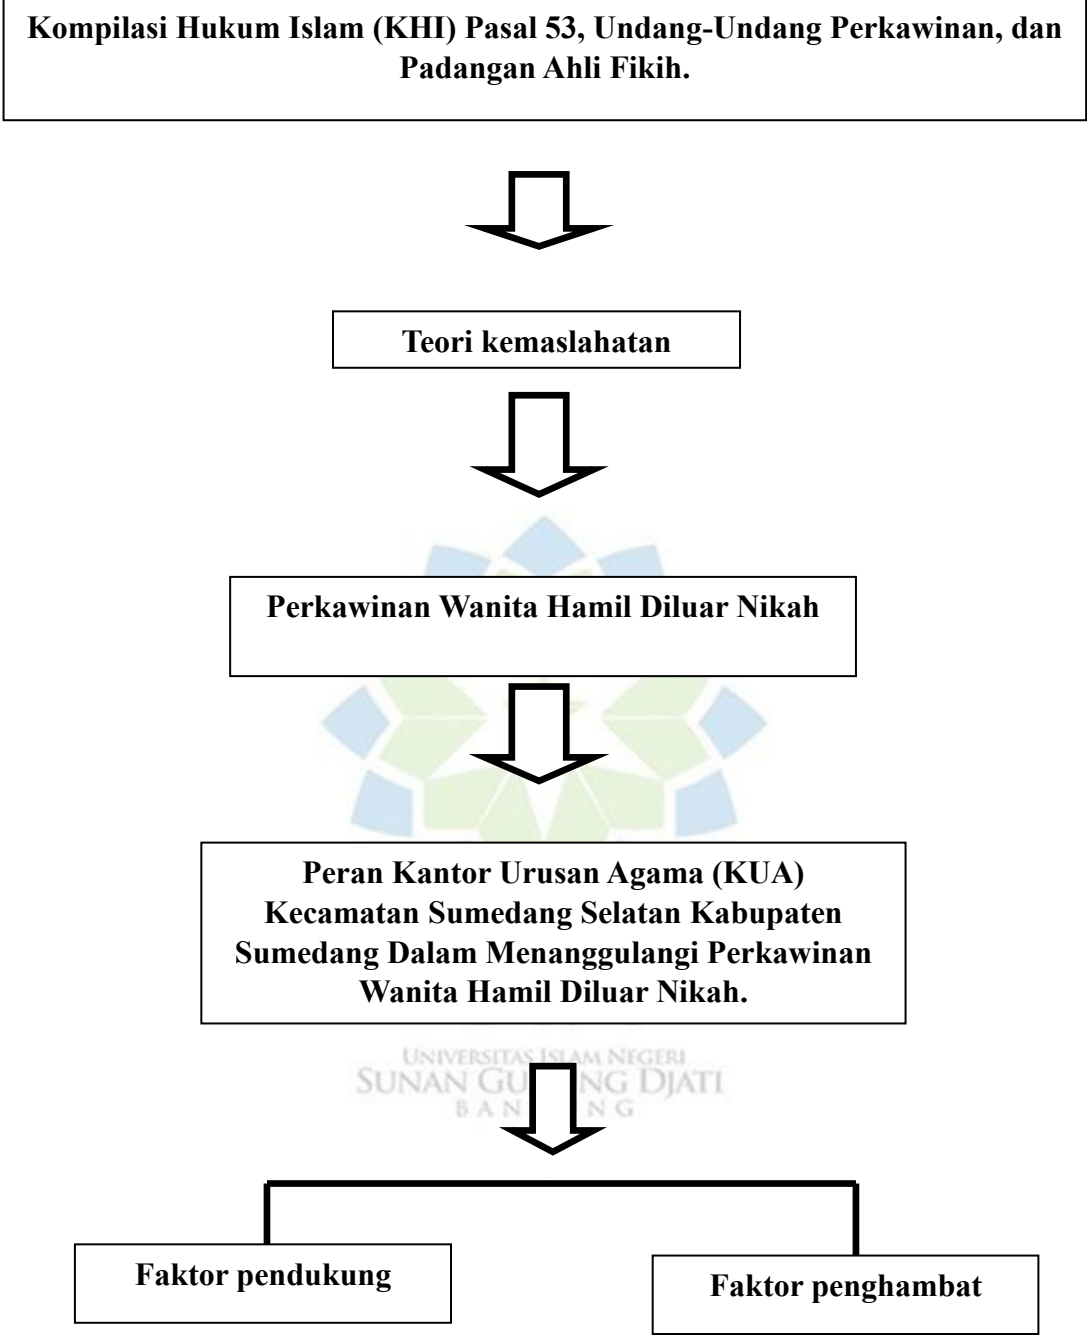 Kompilasi Hukum Islam (KHI) Pasal 53, Undang-Undang Perkawinan, dan
Padangan Ahli Fikih.
Teori kemaslahatan
Perkawinan Wanita Hamil Diluar Nikah
Peran Kantor Urusan Agama (KUA)
Kecamatan Sumedang Selatan Kabupaten
Sumedang Dalam Menanggulangi Perkawinan
Wanita Hamil Diluar Nikah.
UNIVERSITAS ISLAM NEGERI
SUNAN DJATI
Faktor pendukung
Faktor penghambat